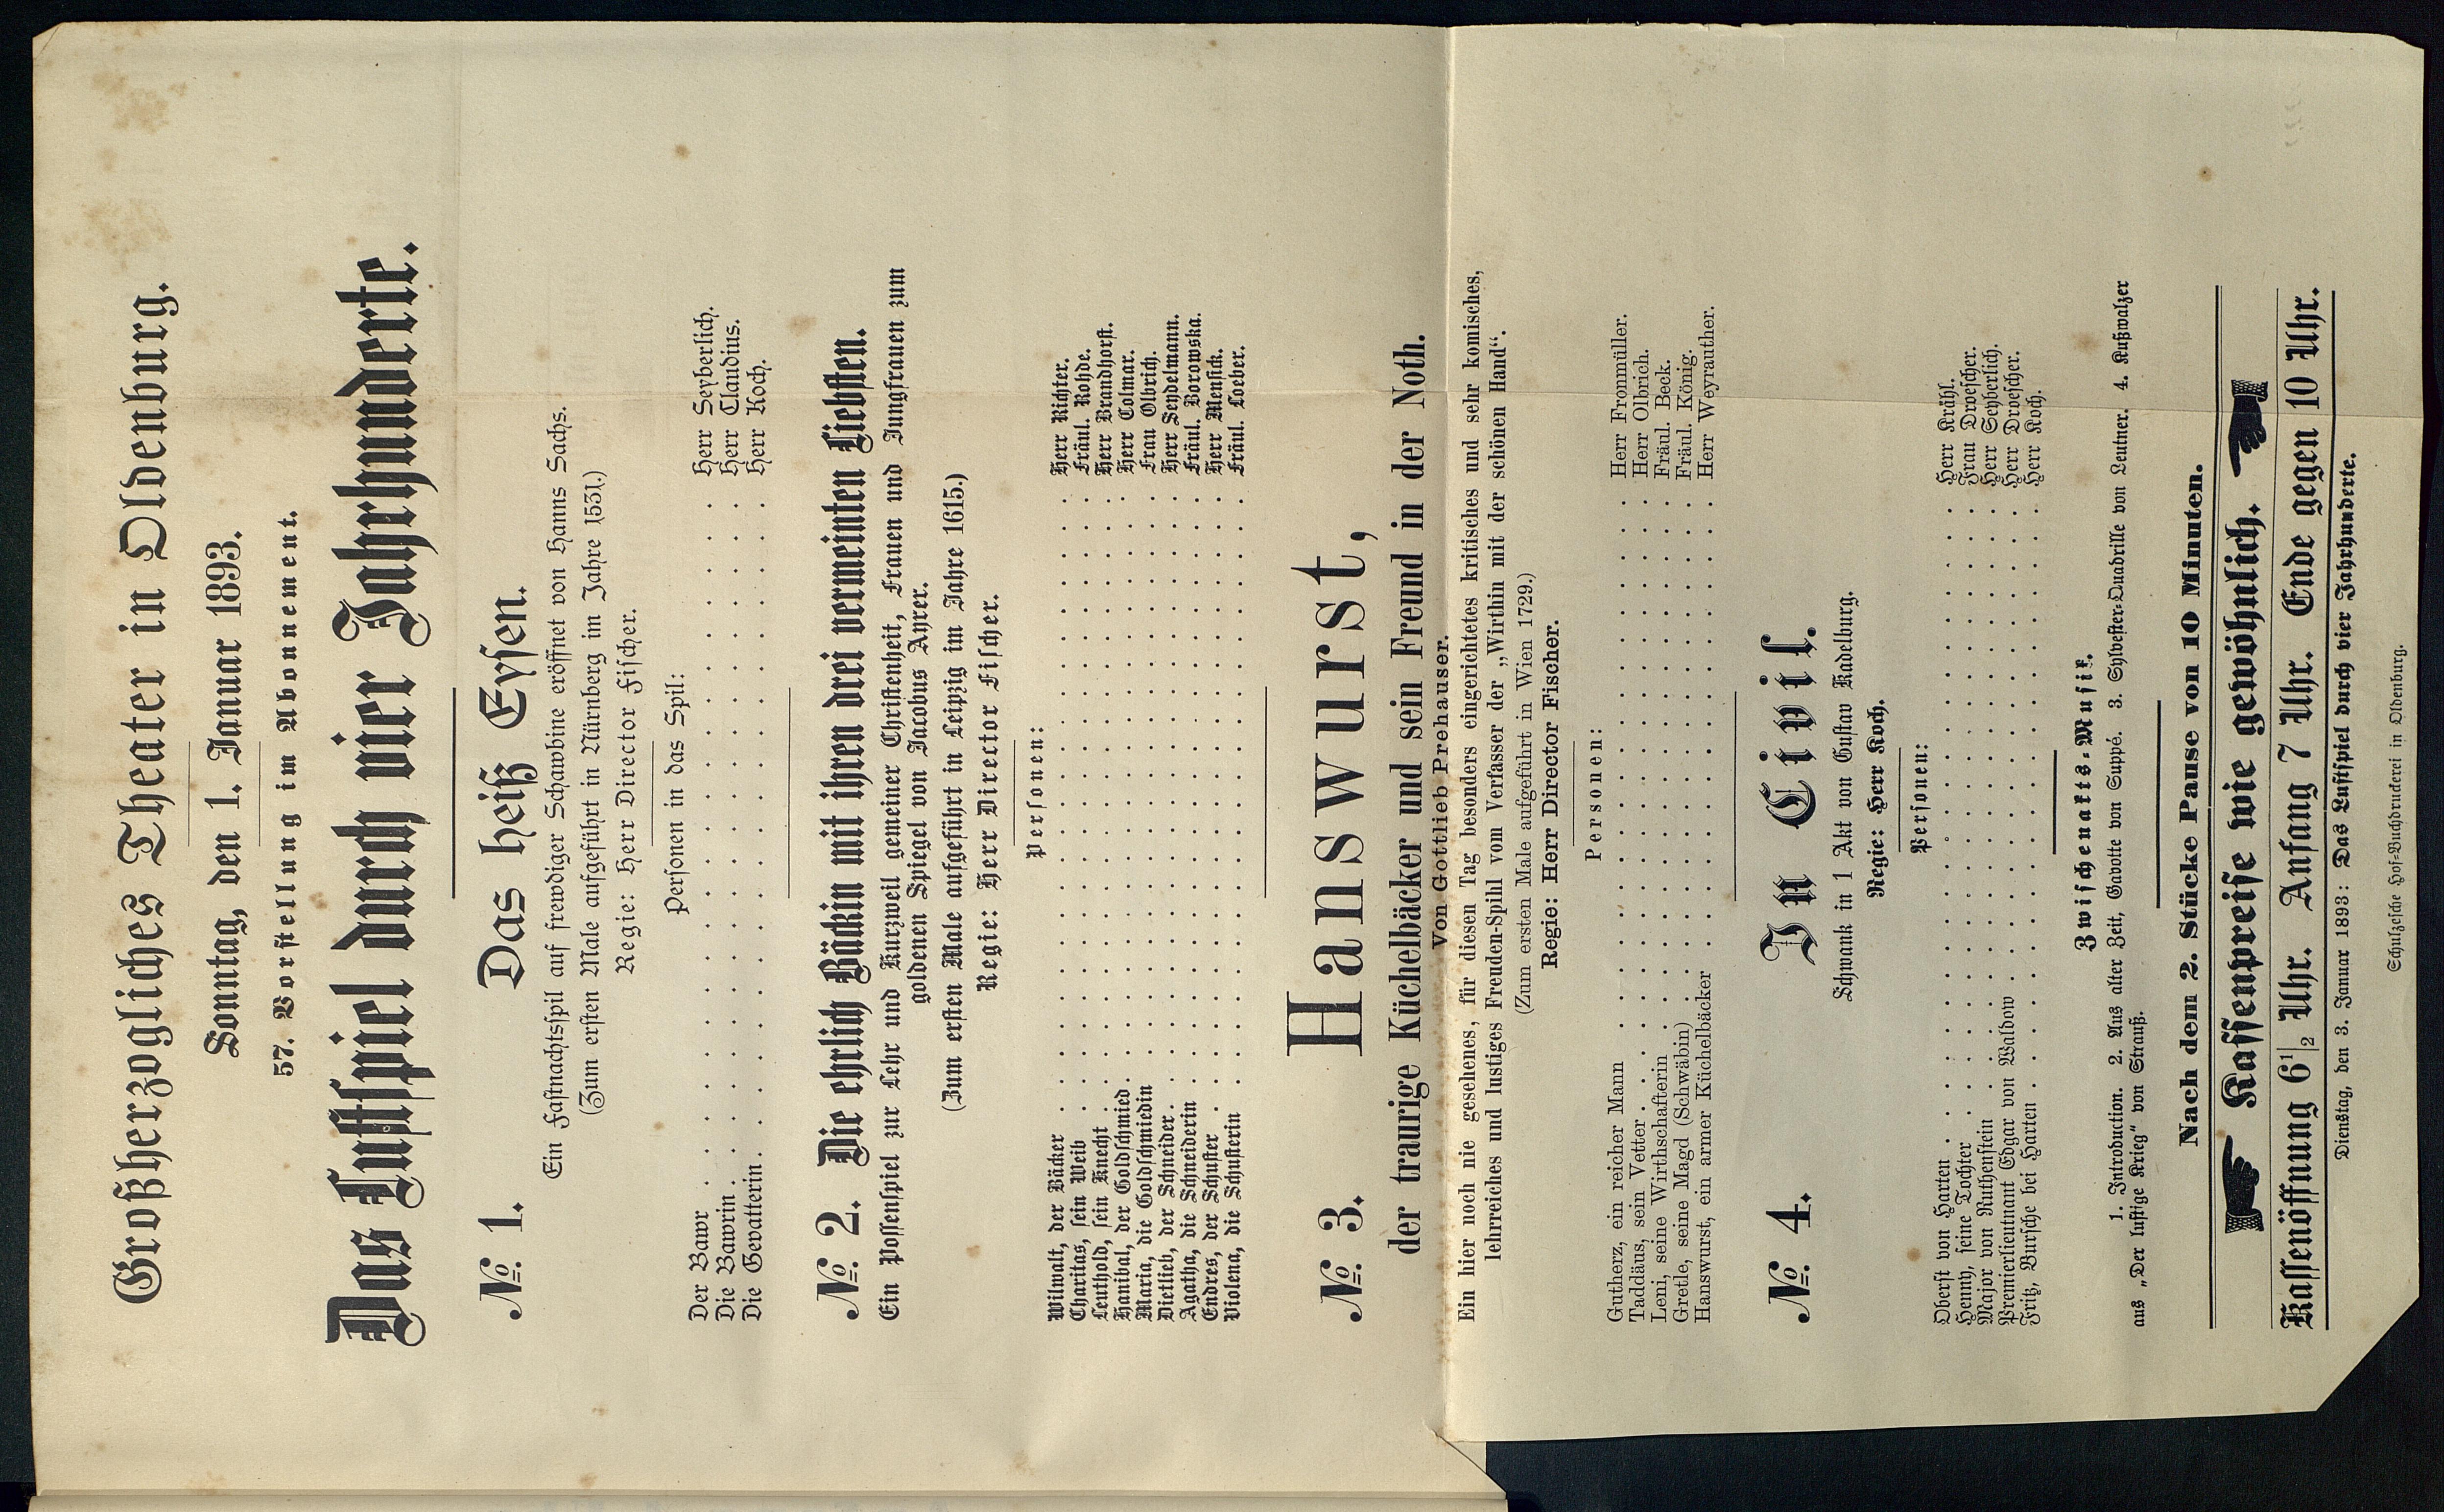 Großherzogliches Theater in Oldenburg.
Sonntag, den 1. Januar 1893.
57. Vorstellung im Abonnement.
Das Lustspiel durch vier Jahrhunderte.
No. 1. Das heiß Eysen.
Ein Fastnachtsspil auf frewdiger Schawbine eröffnet von Hanns Sachs.
(Zum ersten Male aufgeführt in Nürnberg im Jahre 1531.)
Regie: Herr Director Fischer.
Personen in das Spil:
Der Bawr . . . . Herr Seyberlich.
Die Bawrin . . . . Herr Claudius.
Die Gevatterin . . . . Herr Koch.
No. 2. Die ehrlich Bäckin mit ihren drei vermeinten Liebsten.
Ein Possenspiel zur Lehr und Kurzweil gemeiner Christenheit, Frauen und Jungfrauen zum
goldenen Spiegel von Jacobus Ayrer.
(Zum ersten Male aufgeführt in Leipzig im Jahre 1615.)
Regie: Herr Director Fischer.
Personen:
Wilwalt, der Bäcker . . . . Herr Richter.
Charitas, sein Weib . . . . Fräul. Rohde.
Leuthold, sein Knecht . . . . Herr Brandhorst.
Hanibal, der Goldschmied . . . . Herr Colmar.
Maria, die Goldschmiedin . . . . Frau Olbrich.
Dietlieb, der Schneider . . . . Herr Seydelmann.
Agatha, die Schneiderin . . . . Fräul. Borowska.
Endres, der Schuster . . . . Herr Mensick.
Violena, die Schusterin . . . . Fräul. Loeber.
No. 3. Hanswurst,
der traurige Küchelbäcker und sein Freund in der Noth.
Von Gottlieb Prehauser.
Ein hier noch nie gesehenes, für diesen Tag besonders eingerichtetes kritisches und sehr komisches,
lehrreiches und lustiges Freuden-Spihl vom Verfasser der „Wirthin mit der schönen Hand“.
(Zum ersten Male aufgeführt in Wien 1729.)
Regie: Herr Director Fischer.
Personen:
Gutherz, ein reicher Mann . . . . Herr Fronmüller.
Taddäus, sein Vetter . . . . Herr Olbrich.
Leni, seine Wirthschafterin . . . . Fräul. Beck.
Gretle, seine Magd (Schwäbin) . . . . Fräul. König.
Hanswurst, ein armer Küchelbäcker . . . . Herr Weyrauther.
No. 4. In Civil.
Schwank in 1 Akt von Gustav Kadelburg.
Regie: Herr Koch.
Personen:
Oberst von Harten . . . . Herr Krähl.
Henny, seine Tochter . . . . Frau Droescher.
Major von Ruthenstein . . . . Herr Seyberlich.
Premierlieutnant Edgar von Waldow . . . . Herr Droescher.
Fritz, Bursche bei Harten . . . . Herr Koch.
Zwischenakts-Musik.
1. Introduction. 2. Aus alter Zeit, Gavotte von Suppé. 3. Sylvester-Quadrille von Leutner. 4. Kußwalzer
aus „Der lustige Krieg“ von Strauß.
Nach dem 2. Stücke Pause von 10 Minuten.
Kassenpreise wie gewöhnlich.
Kassenöffnung 6 1/2 Uhr. Anfang 7 Uhr. Ende gegen 10 Uhr.
Dienstag, den 3. Januar 1893: Das Lustspiel durch vier Jahrhunderte.
Schulzesche Hof-Buchdruckerei in Oldenburg.